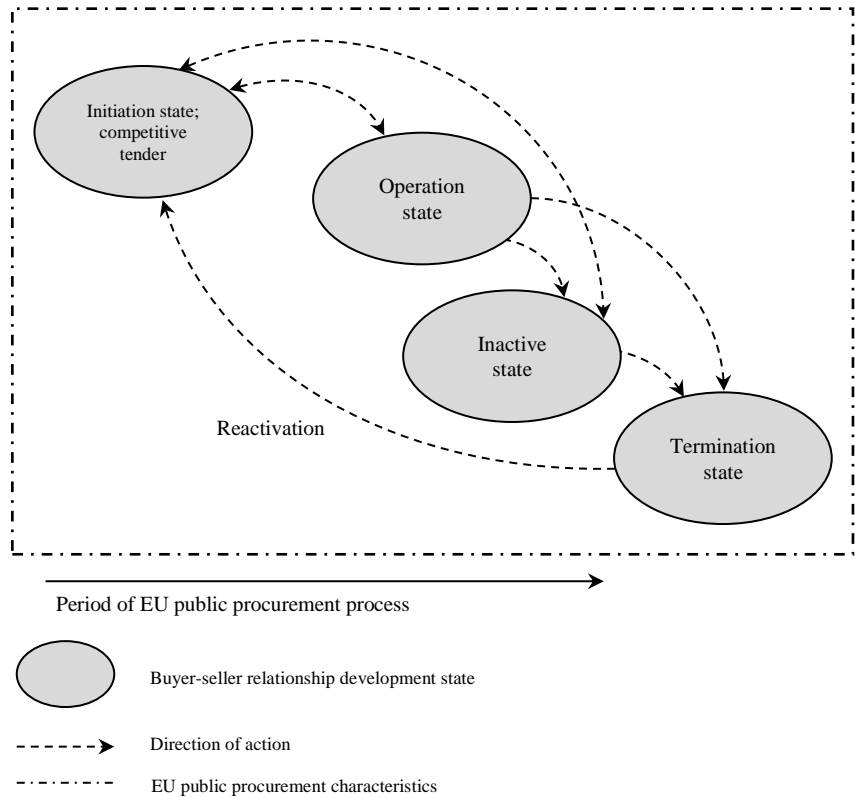 Initiation state;
competitive
tender
Operation
state
Inactive
state
Reactivation
Termination
state
Period of EU public procurement process
Buyer-seller relationship development state
Direction of action
EU public procurement characteristics